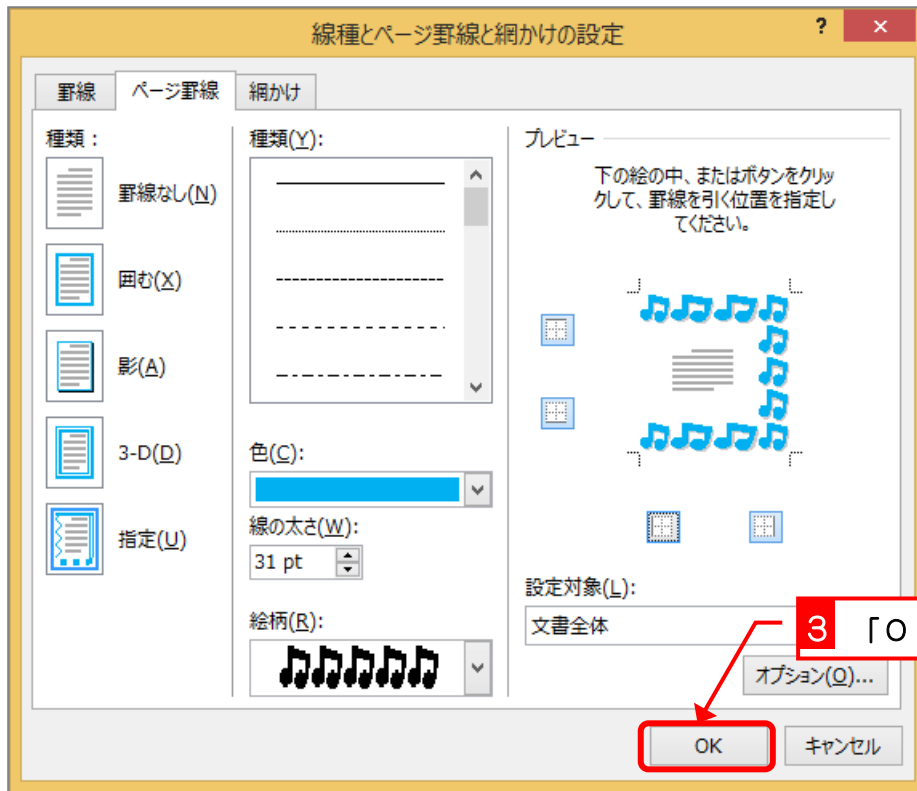 線種とページ罫線と網かけの設定
?
×
罫線
ページ罫線
網かけ
種類：
罫線なし(N)
囲む(X)
影(A)
3-D(D)
指定(U)
種類(Y):
色(C):
線の太さ(W):
31 pt
絵柄(R):
プレビュー
下の絵の中、またはボタンをクリッ
クして、罫線を引く位置を指定し
てください。
設定対象(L):
文書全体
3 「O
オプション(O)...
OK
キャンセル